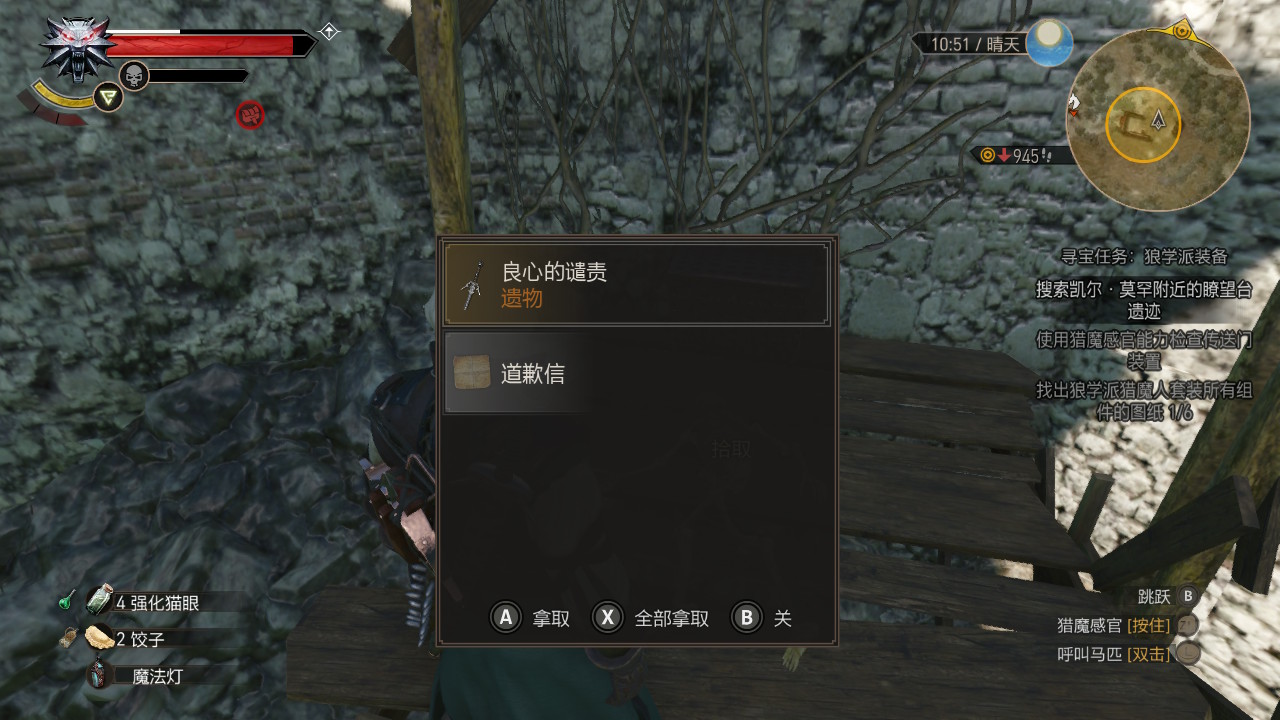 10:51 / 晴天
945
寻宝任务：狼学派装备
搜索凯尔·莫罕附近的瞭望台
遗迹
使用猎魔感官能力检查传送门
装置
找出狼学派猎魔人套装所有组
件的图纸 1/6
良心的谴责
遗物
道歉信
拾取
A 拿取 X 全部拿取 B 关
4 强化猫眼
2 饺子
魔法灯
跳跃 B
猎魔感官 [按住]
呼叫马匹 [双击]